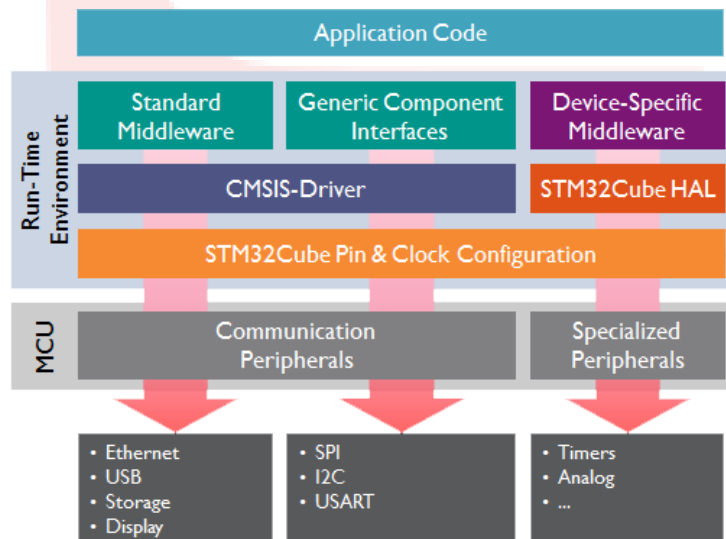 Application Code
Run-Time
Environment
Standard
Middleware
Generic Component
Interfaces
Device-Specific
Middleware
CMSIS-Driver
STM32Cube HAL
STM32Cube Pin & Clock Configuration
MCU
Communication
Peripherals
Specialized
Peripherals
• Ethernet
• USB
• Storage
• Display
• SPI
• I2C
• USART
• Timers
• Analog
• ...